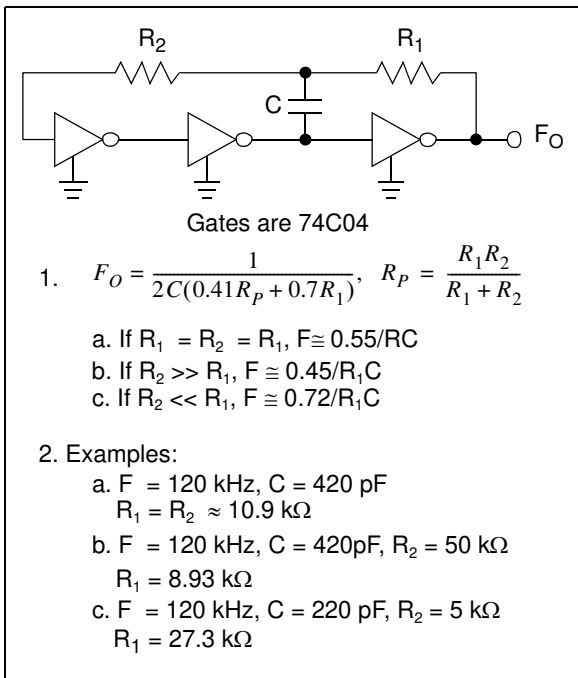 R2
R1
C
FO
Gates are 74C04
1. FO = 1 / 2C(0.41RP + 0.7R1), RP = R1R2 / R1 + R2
a. If R1 = R2 = R1, F≅ 0.55/RC
b. If R2 >> R1, F ≅ 0.45/R1C
c. If R2 << R1, F ≅ 0.72/R1C
2. Examples:
a. F = 120 kHz, C = 420 pF
R1 = R2 ≈ 10.9 kΩ
b. F = 120 kHz, C = 420pF, R2 = 50 kΩ
R1 = 8.93 kΩ
c. F = 120 kHz, C = 220 pF, R2 = 5 kΩ
R1 = 27.3 kΩ